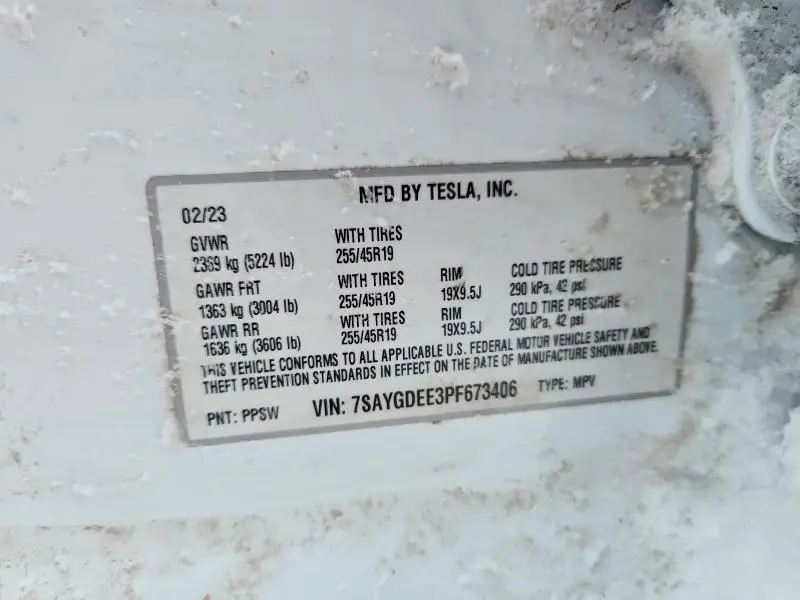 MFD BY TESLA, INC.
02/23
GVWR WITH TIRES
2369 kg (5224 lb) 255/45R19
GAWR FRT WITH TIRES RIM COLD TIRE PRESSURE
1363 kg (3004 lb) 255/45R19 19X9.5J 290 kPa, 42 psi
GAWR RR WITH TIRES RIM COLD TIRE PRESSURE
1636 kg (3606 lb) 255/45R19 19X9.5J 290 kPa, 42 psi
THIS VEHICLE CONFORMS TO ALL APPLICABLE U.S. FEDERAL MOTOR VEHICLE SAFETY AND
THEFT PREVENTION STANDARDS IN EFFECT ON THE DATE OF MANUFACTURE SHOWN ABOVE.
PNT: PPSW VIN: 7SAYGDEE3PF673406 TYPE: MPV